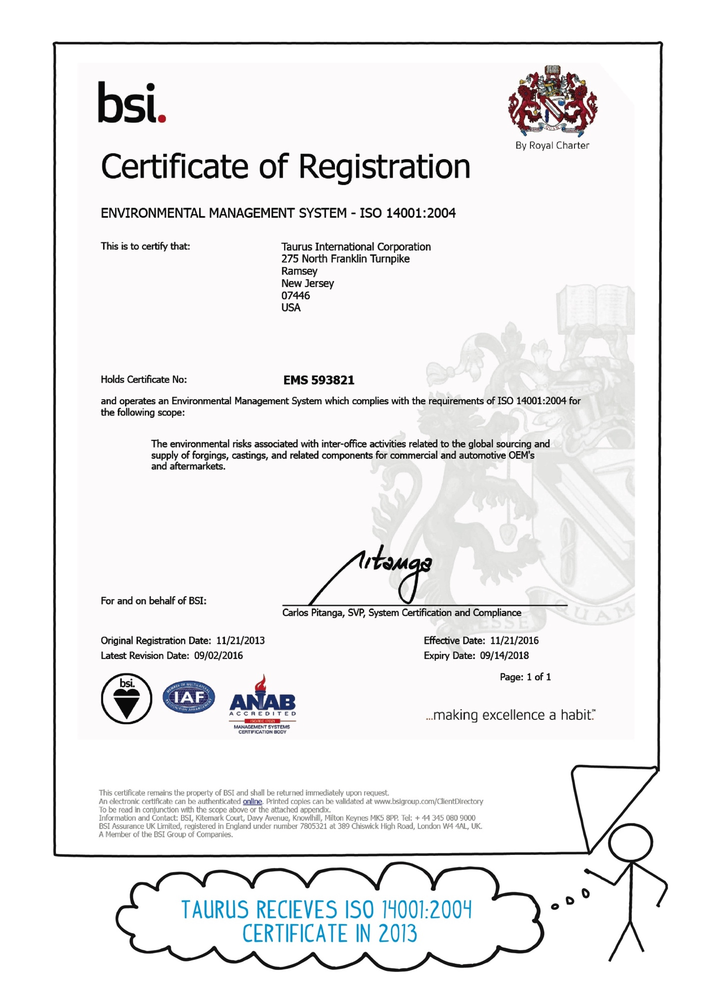 bsi.
By Royal Charter
Certificate of Registration
ENVIRONMENTAL MANAGEMENT SYSTEM - ISO 14001:2004
This is to certify that:
Taurus International Corporation
275 North Franklin Turnpike
Ramsey
New Jersey
07446
USA
Holds Certificate No:
EMS 593821
and operates an Environmental Management System which complies with the requirements of ISO 14001:2004 for
the following scope:
The environmental risks associated with inter-office activities related to the global sourcing and
supply of forgings, castings, and related components for commercial and automotive OEM's
and aftermarkets.
Pitanga
For and on behalf of BSI:
Carlos Pitanga, SVP, System Certification and Compliance
ESSE QUAM
Original Registration Date: 11/21/2013
Effective Date: 11/21/2016
Latest Revision Date: 09/02/2016
Expiry Date: 09/14/2018
Page: 1 of 1
bsi.
MEMBER OF MULTILATERAL
IAF
RECOGNITION ARRANGEMENT
ANAB
ACCREDITED
ISO/IEC 17021
MANAGEMENT SYSTEMS
CERTIFICATION BODY
...making excellence a habit.™
This certificate remains the property of BSI and shall be returned immediately upon request.
An electronic certificate can be authenticated online. Printed copies can be validated at www.bsigroup.com/ClientDirectory
To be read in conjunction with the scope above or the attached appendix.
Information and Contact: BSI, Kitemark Court, Davy Avenue, Knowlhill, Milton Keynes MK5 8PP. Tel: + 44 345 080 9000
BSI Assurance UK Limited, registered in England under number 7805321 at 389 Chiswick High Road, London W4 4AL, UK.
A Member of the BSI Group of Companies.
TAURUS RECIEVES ISO 14001:2004
CERTIFICATE IN 2013